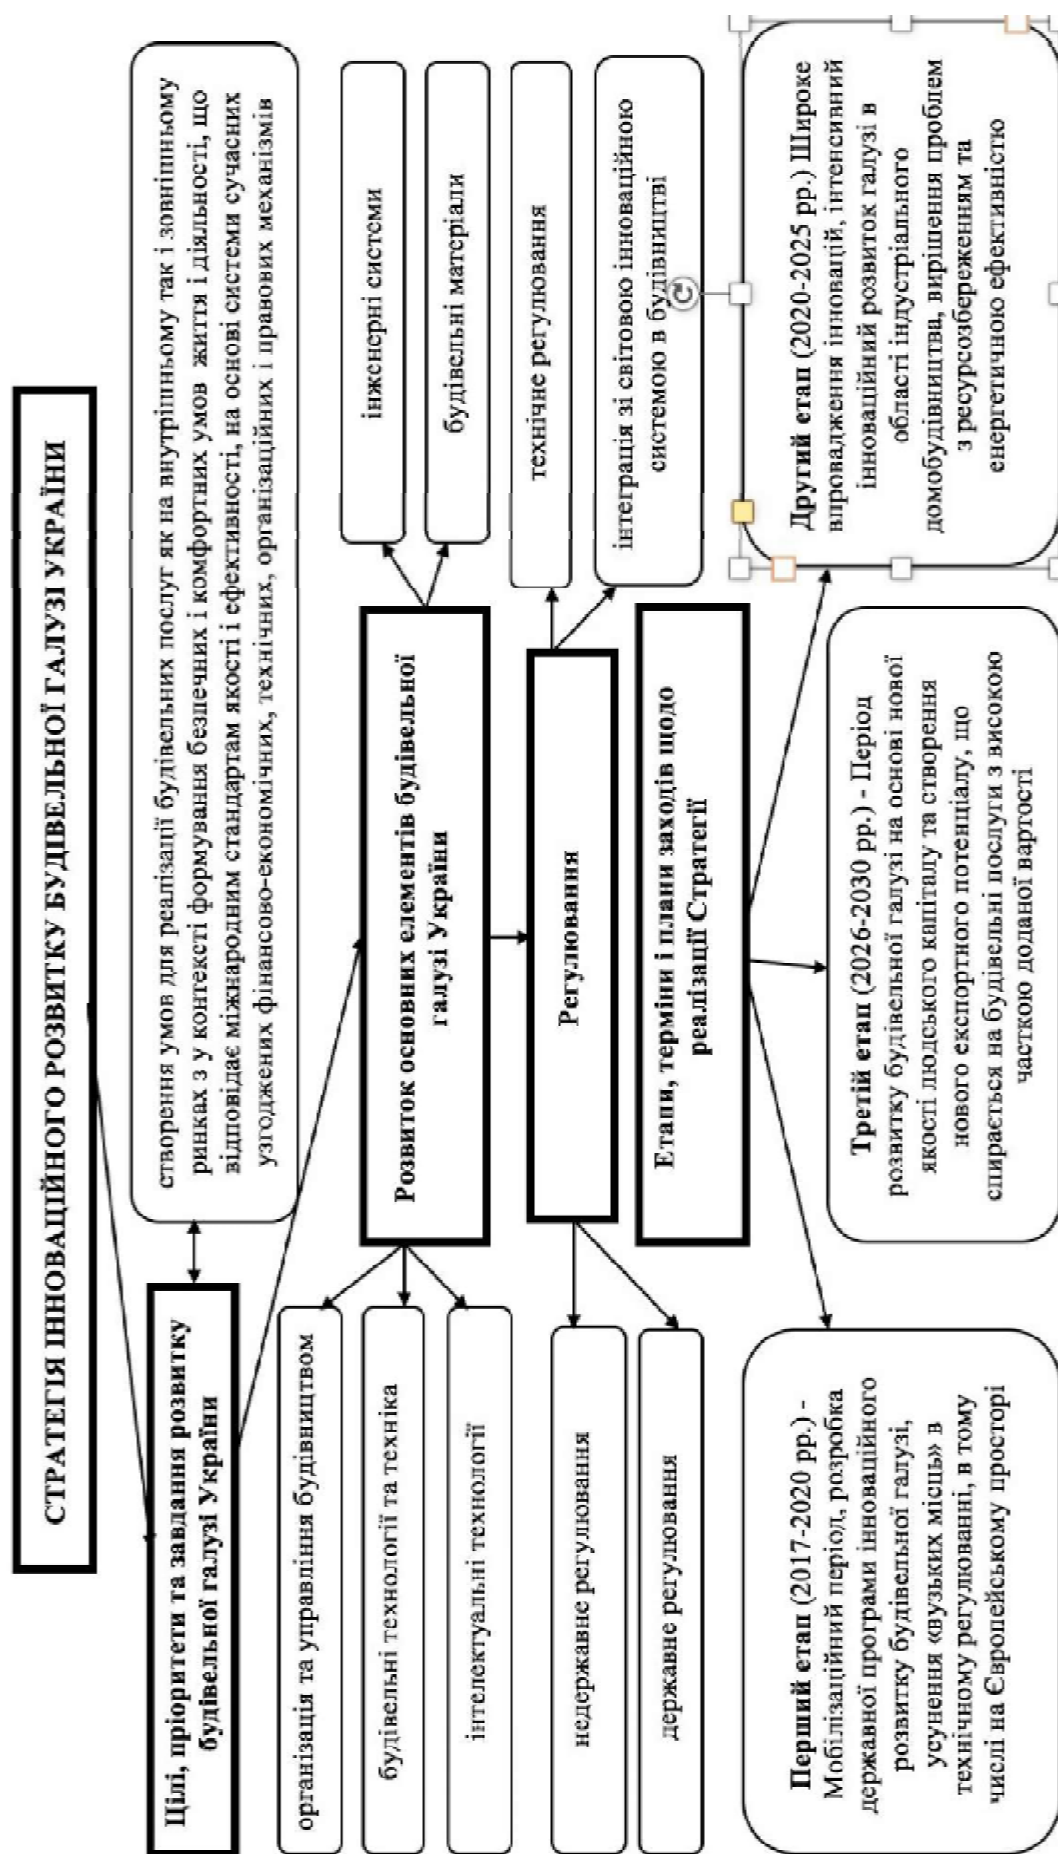 СТРАТЕГІЯ ІННОВАЦІЙНОГО РОЗВИТКУ БУДІВЕЛЬНОЇ ГАЛУЗІ УКРАЇНИ
Цілі, пріоритети та завдання розвитку
будівельної галузі України
створення умов для реалізації будівельних послуг як на внутрішньому так і зовнішньому
ринках з у контексті формування безпечних і комфортних умов життя і діяльності, що
відповідає міжнародним стандартам якості і ефективності, на основі системи сучасних
узгоджених фінансово-економічних, технічних, організаційних і правових механізмів
Розвиток основних елементів будівельної
галузі України
організація та управління будівництвом
будівельні технології та техніка
інтелектуальні технології
інженерні системи
будівельні матеріали
Регулювання
недержавне регулювання
державне регулювання
технічне регулювання
інтеграція зі світовою інноваційною
системою в будівництві
Етапи, терміни і плани заходів щодо
реалізації Стратегії
Перший етап (2017-2020 рр.) -
Мобілізаційний період, розробка
державної програми інноваційного
розвитку будівельної галузі,
усунення «вузьких місць» в
технічному регулюванні, в тому
числі на Європейському просторі
Третій етап (2026-2030 рр.) - Період
розвитку будівельної галузі на основі нової
якості людського капіталу та створення
нового експортного потенціалу, що
спирається на будівельні послуги з високою
часткою доданої вартості
Другий етап (2020-2025 рр.) Широке
впровадження інновацій, інтенсивний
інноваційний розвиток галузі в
області індустріального
домобудівництва, вирішення проблем
з ресурсозбереженням та
енергетичною ефективністю